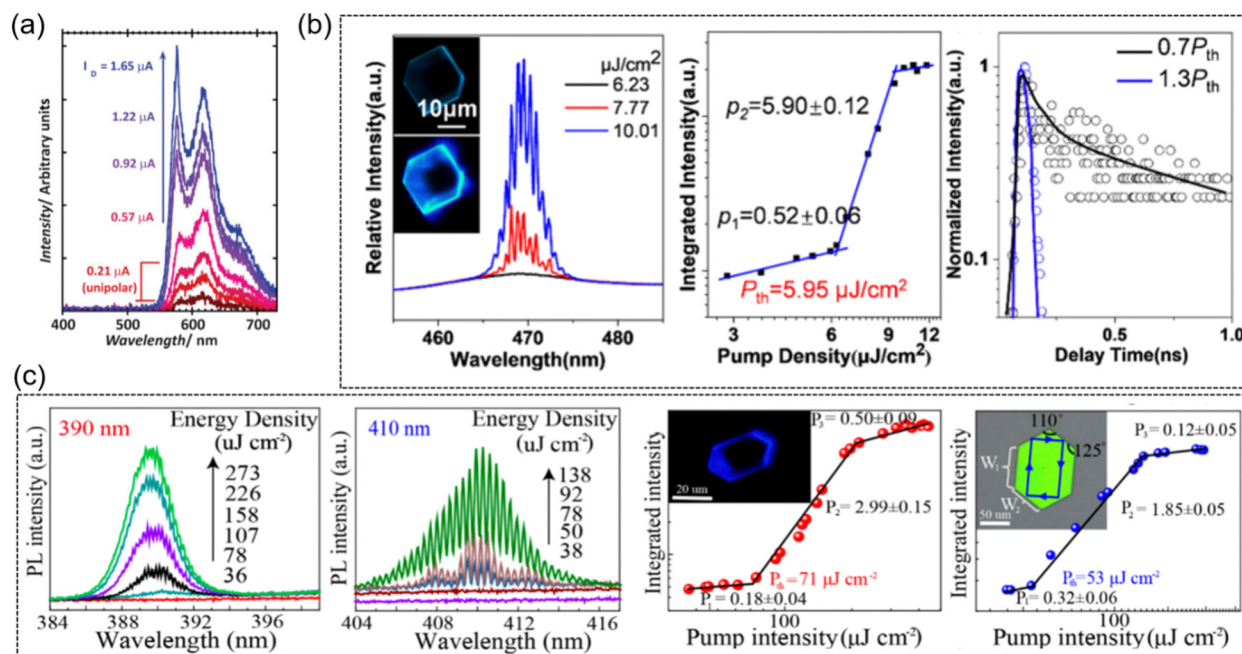 (a)
I D = 1.65 µA
1.22 µA
0.92 µA
0.57 µA
0.21 µA
(unipolar)
Intensity/ Arbitrary units
400 500 600 700
Wavelength/ nm
(b)
10µm
µJ/cm²
6.23
7.77
10.01
Relative Intensity(a.u.)
460 470 480
Wavelength(nm)
p₂=5.90±0.12
p₁=0.52±0.06
Pth=5.95 µJ/cm²
Integrated Intensity(a.u.)
3 6 9 12
Pump Density(µJ/cm²)
0.7Pth
1.3Pth
1
0.1
Normalized Intensity(a.u.)
0.5 1.0
Delay Time(ns)
(c)
390 nm
Energy Density
(uJ cm⁻²)
273
226
158
107
78
36
PL intensity (a.u.)
384 388 392 396
Wavelength (nm)
410 nm
Energy Density
(uJ cm⁻²)
138
92
78
50
38
PL intensity (a.u.)
404 406 408 410 412 414 416
Wavelength (nm)
20 um
P₃= 0.50±0.09
P₂= 2.99±0.15
Pth=71 µJ cm⁻²
P₁= 0.18±0.04
Integrated intensity
100
Pump intensity(µJ cm⁻²)
110°
125°
W₁
W₂
50 um
P₃= 0.12±0.05
P₂= 1.85±0.05
Pth=53 µJ cm⁻²
P₁= 0.32±0.06
Integrated intensity
100
Pump intensity(µJ cm⁻²)